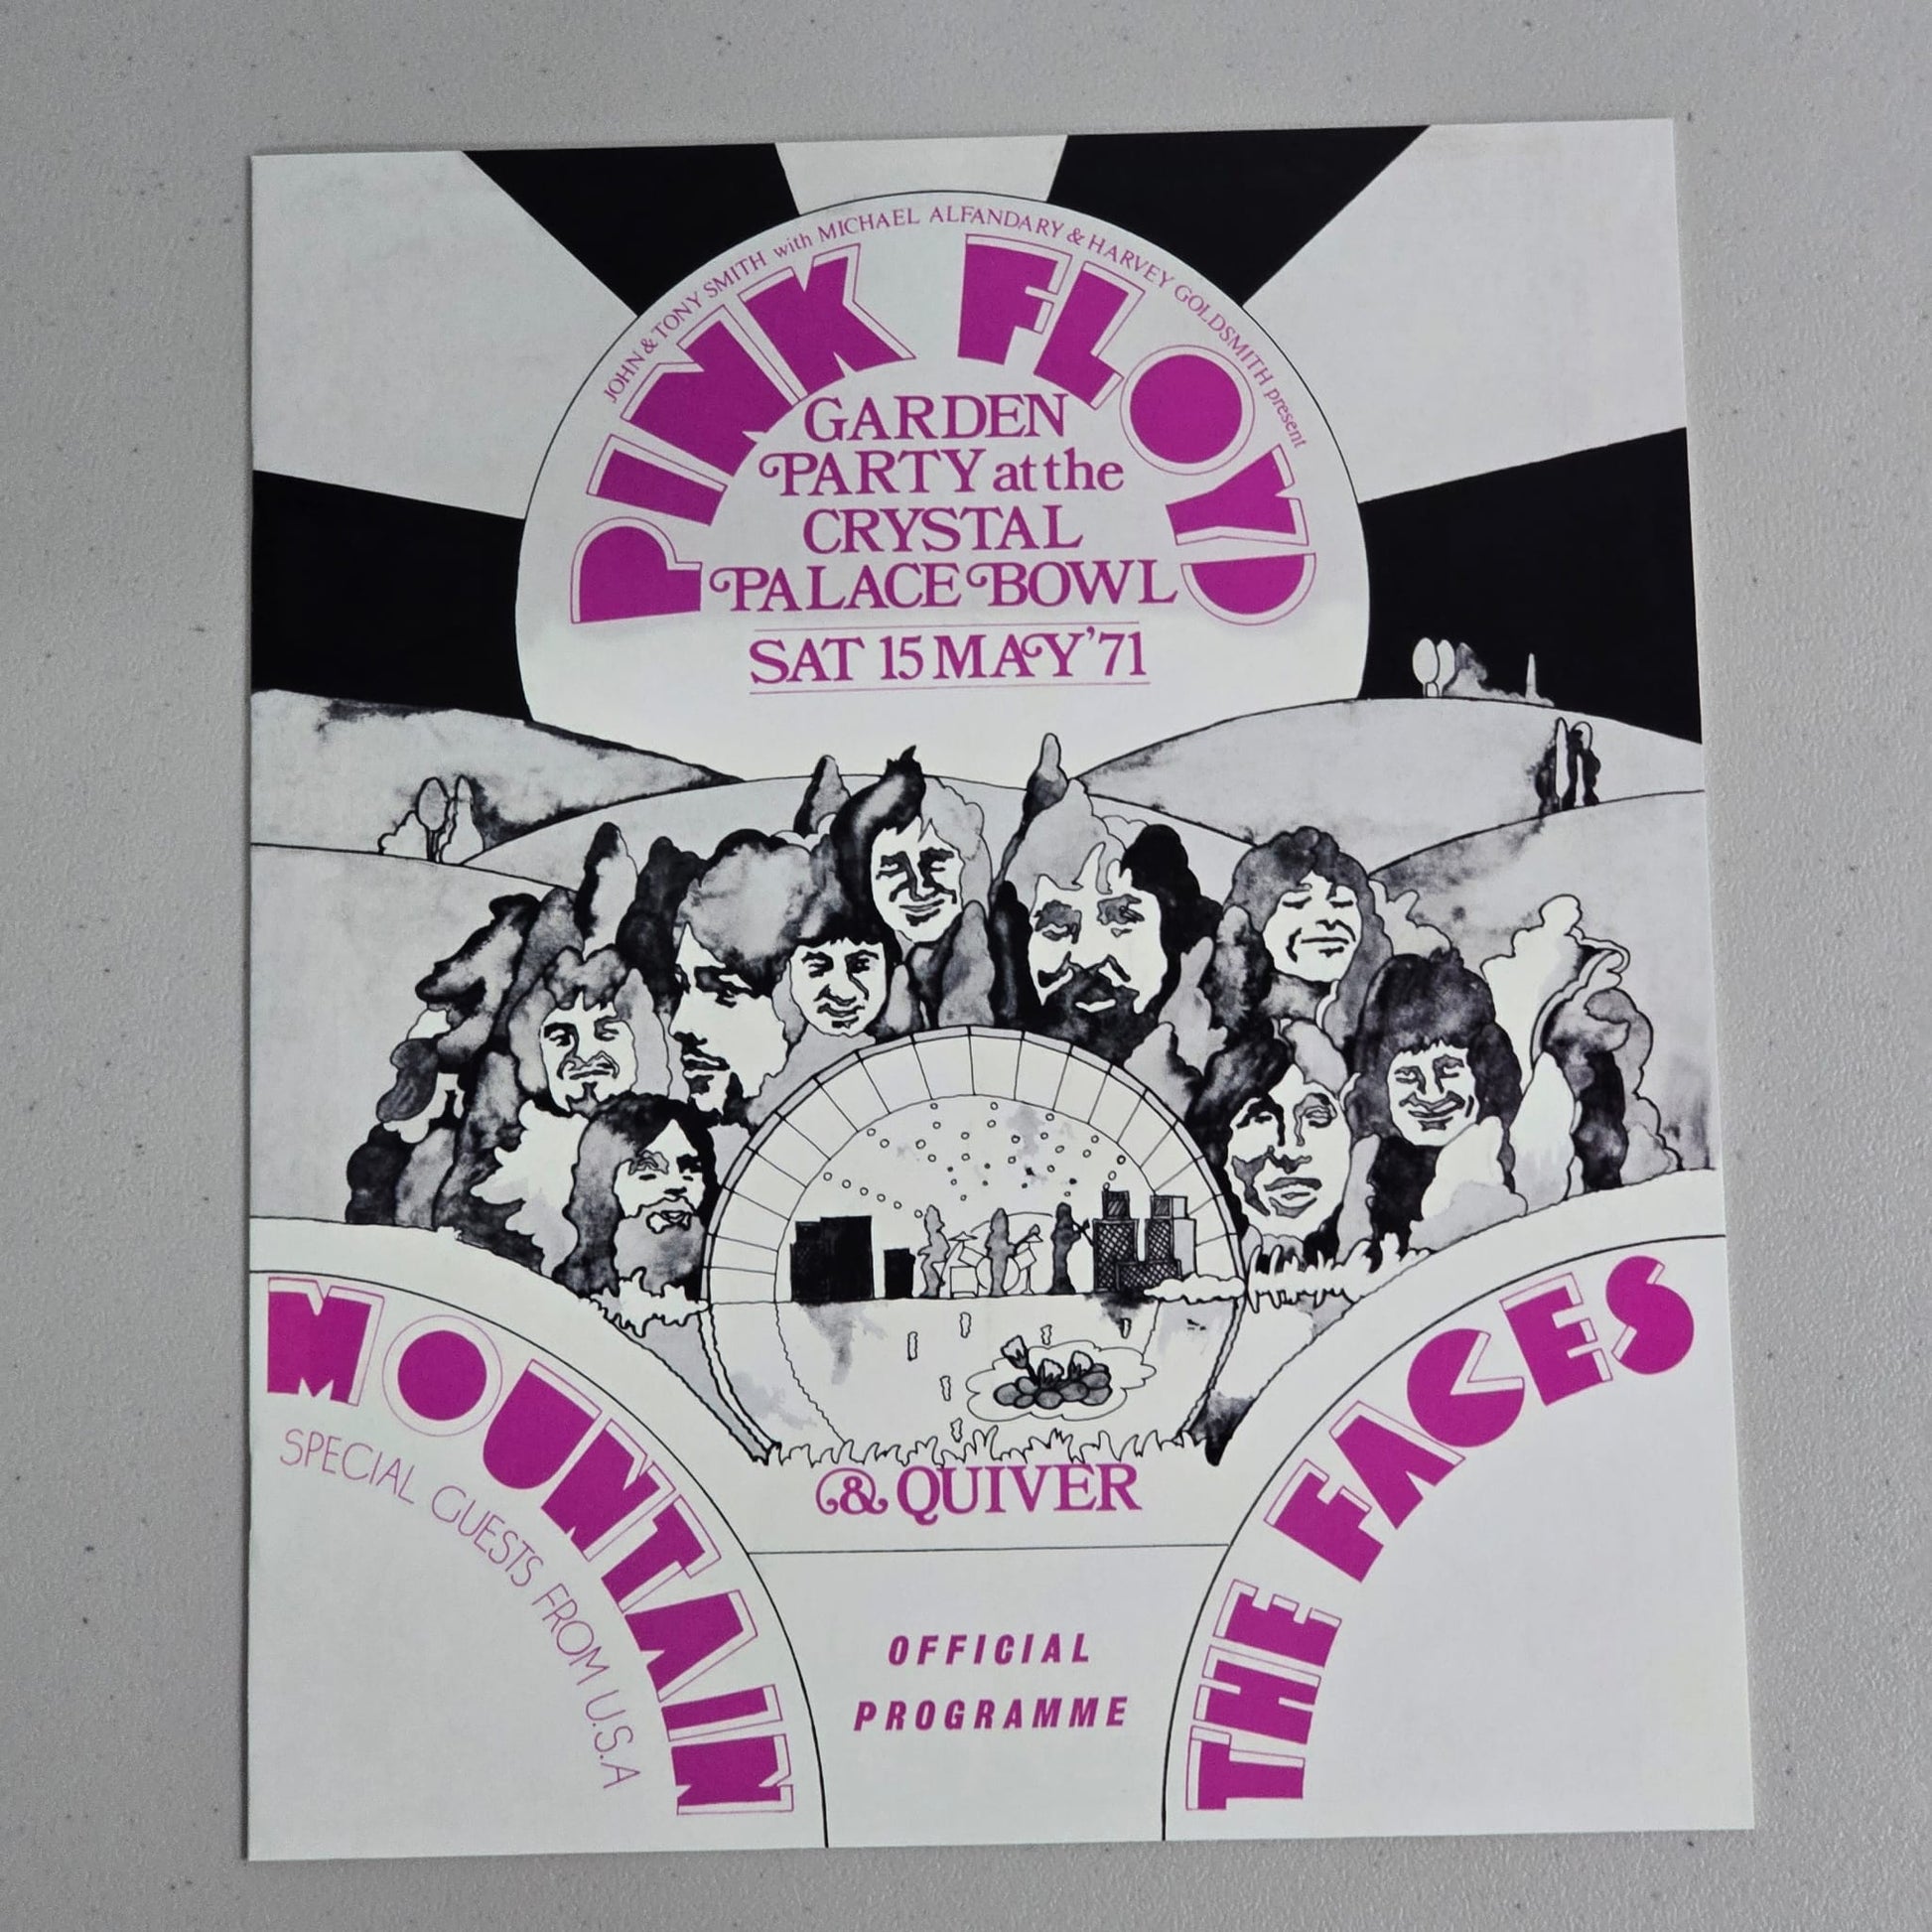 JOHN & TONY SMITH with MICHAEL ALFANDARY & HARVEY GOLDSMITH present
PINK FLOYD
GARDEN
PARTY at the
CRYSTAL
PALACE BOWL
SAT 15 MAY '71
MOUNTAIN
SPECIAL GUESTS FROM U.S.A
THE FACES
& QUIVER
OFFICIAL
PROGRAMME